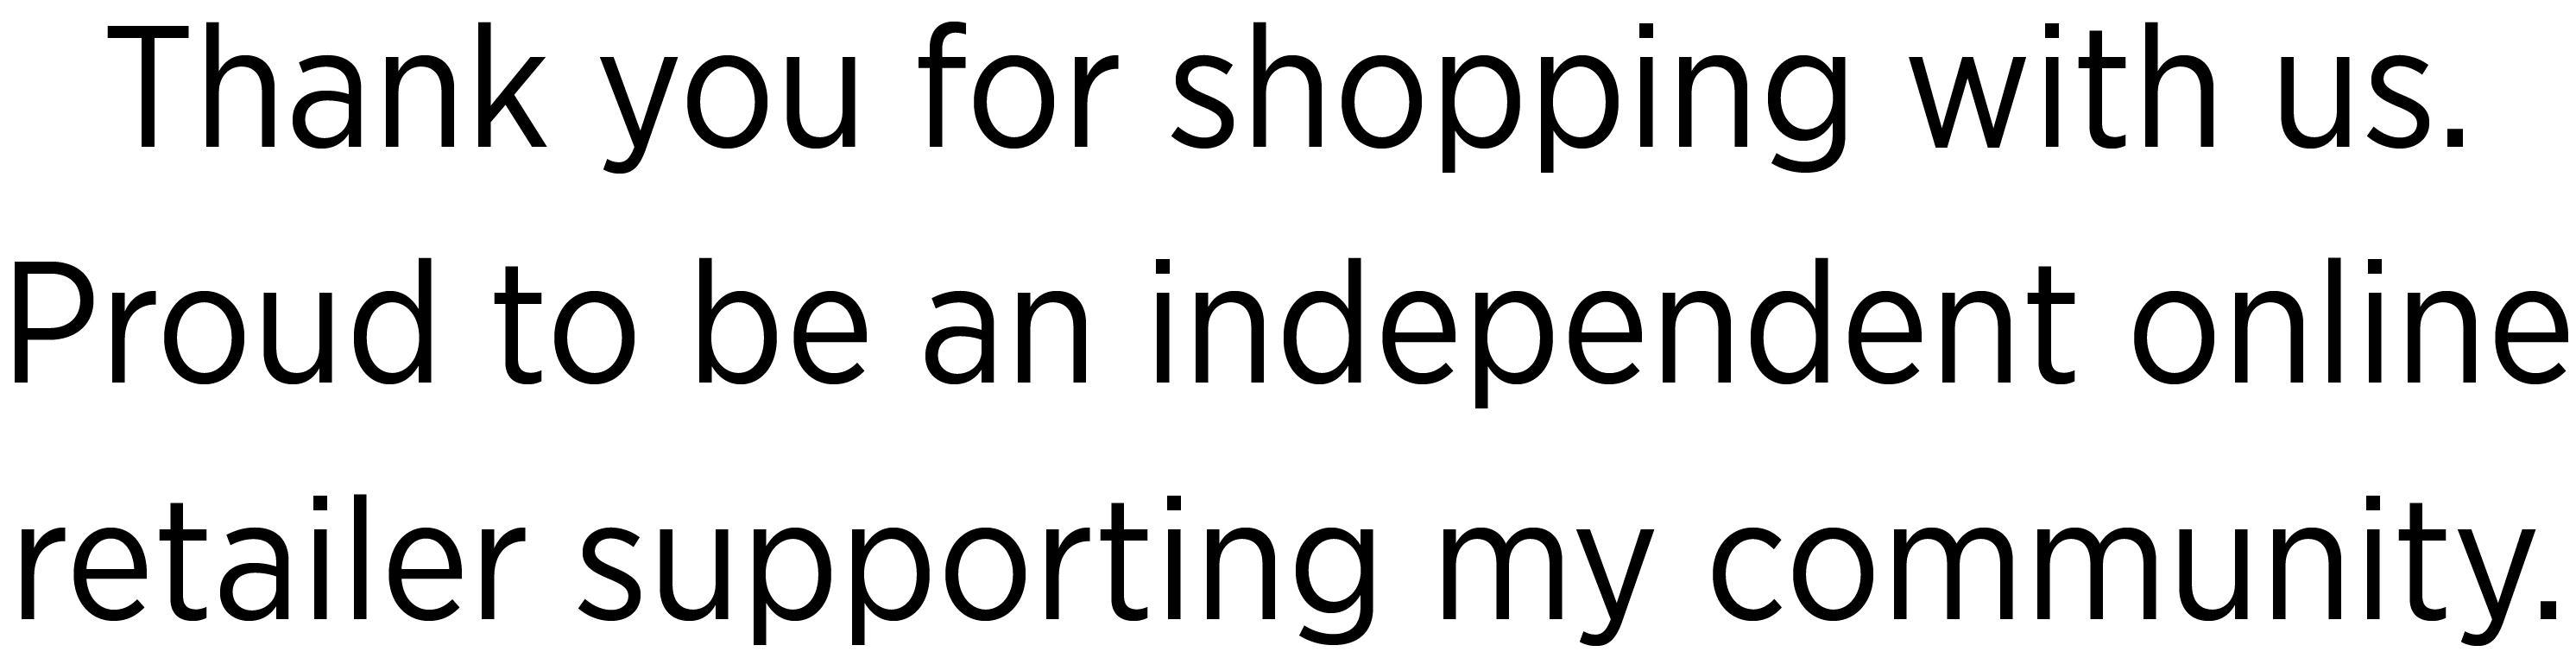 Thank you for shopping with us.
Proud to be an independent online
retailer supporting my community.